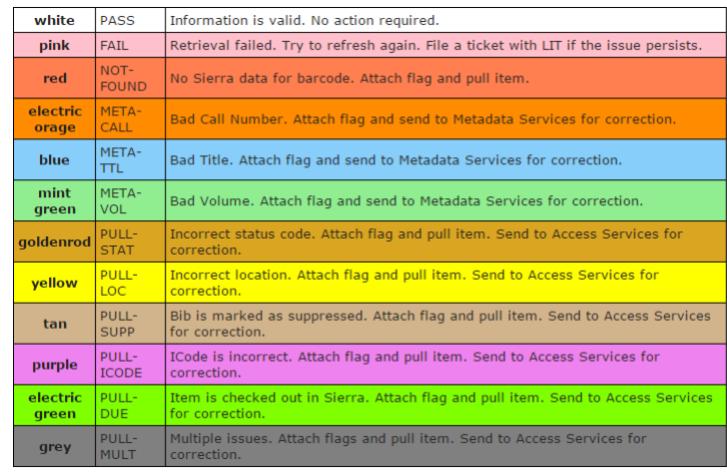 white PASS Information is valid. No action required.
pink FAIL Retrieval failed. Try to refresh again. File a ticket with LIT if the issue persists.
red NOT-
FOUND No Sierra data for barcode. Attach flag and pull item.
electric
orage META-
CALL Bad Call Number. Attach flag and send to Metadata Services for correction.
blue META-
TTL Bad Title. Attach flag and send to Metadata Services for correction.
mint
green META-
VOL Bad Volume. Attach flag and send to Metadata Services for correction.
goldenrod PULL-
STAT Incorrect status code. Attach flag and pull item. Send to Access Services for
correction.
yellow PULL-
LOC Incorrect location. Attach flag and pull item. Send to Access Services for
correction.
tan PULL-
SUPP Bib is marked as suppressed. Attach flag and pull item. Send to Access Services
for correction.
purple PULL-
ICODE ICode is incorrect. Attach flag and pull item. Send to Access Services for
correction.
electric
green PULL-
DUE Item is checked out in Sierra. Attach flag and pull item. Send to Access Services
for correction.
grey PULL-
MULT Multiple issues. Attach flags and pull item. Send to Access Services for
correction.